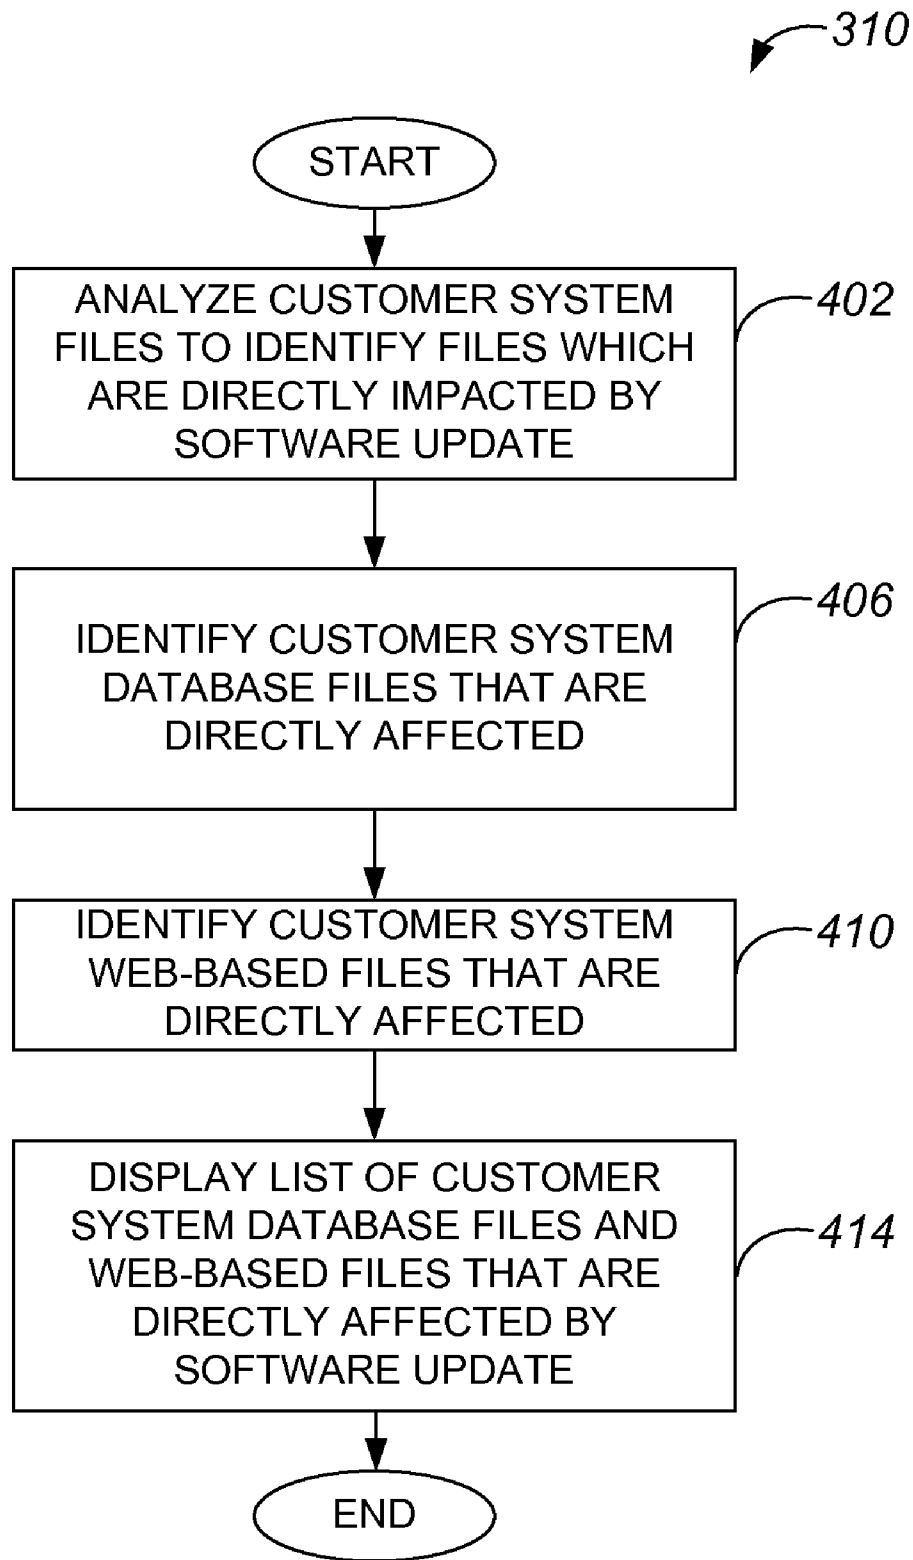 310
START
ANALYZE CUSTOMER SYSTEM
FILES TO IDENTIFY FILES WHICH
ARE DIRECTLY IMPACTED BY
SOFTWARE UPDATE
402
IDENTIFY CUSTOMER SYSTEM
DATABASE FILES THAT ARE
DIRECTLY AFFECTED
406
IDENTIFY CUSTOMER SYSTEM
WEB-BASED FILES THAT ARE
DIRECTLY AFFECTED
410
DISPLAY LIST OF CUSTOMER
SYSTEM DATABASE FILES AND
WEB-BASED FILES THAT ARE
DIRECTLY AFFECTED BY
SOFTWARE UPDATE
414
END